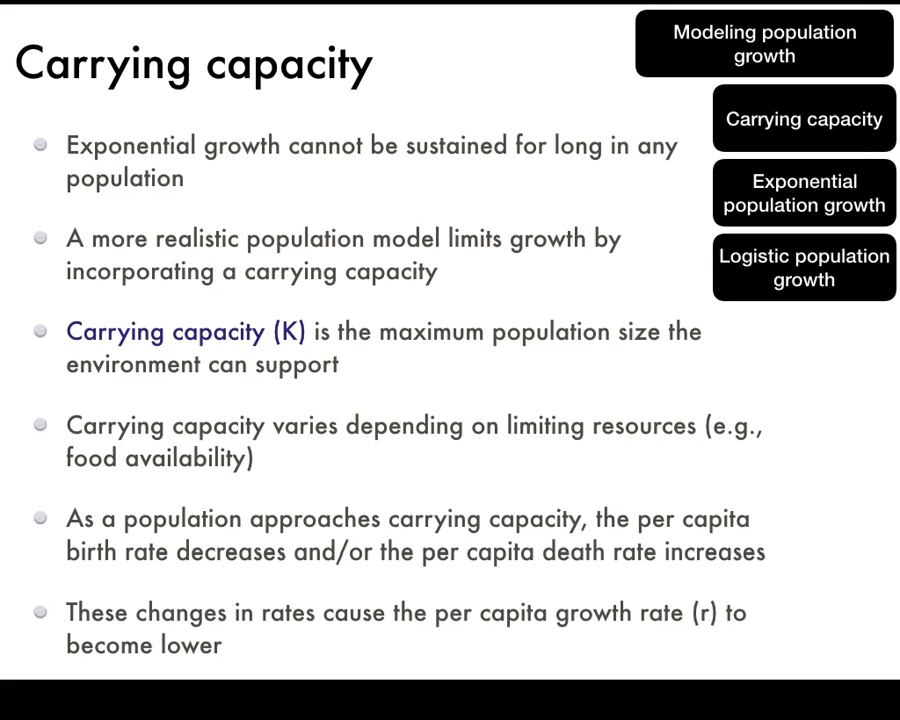 Carrying capacity
Modeling population
growth
Carrying capacity
Exponential
population growth
Logistic population
growth
Exponential growth cannot be sustained for long in any
population
A more realistic population model limits growth by
incorporating a carrying capacity
Carrying capacity (K) is the maximum population size the
environment can support
Carrying capacity varies depending on limiting resources (e.g.,
food availability)
As a population approaches carrying capacity, the per capita
birth rate decreases and/or the per capita death rate increases
These changes in rates cause the per capita growth rate (r) to
become lower